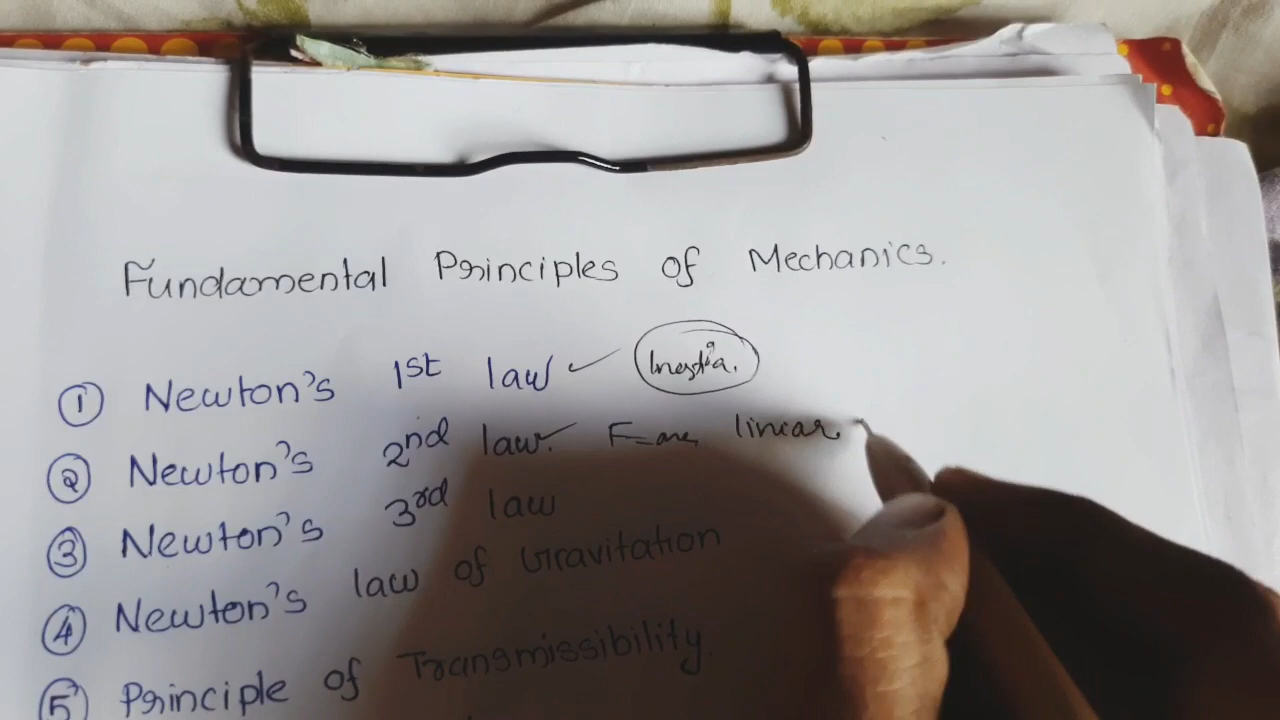 Fundamental Principles of Mechanics.
① Newton's 1st law ✓ Inertia.
② Newton's 2nd law ✓ F= linear
③ Newton's 3rd law
④ Newton's law of Gravitation
⑤ Principle of Transmissibility.